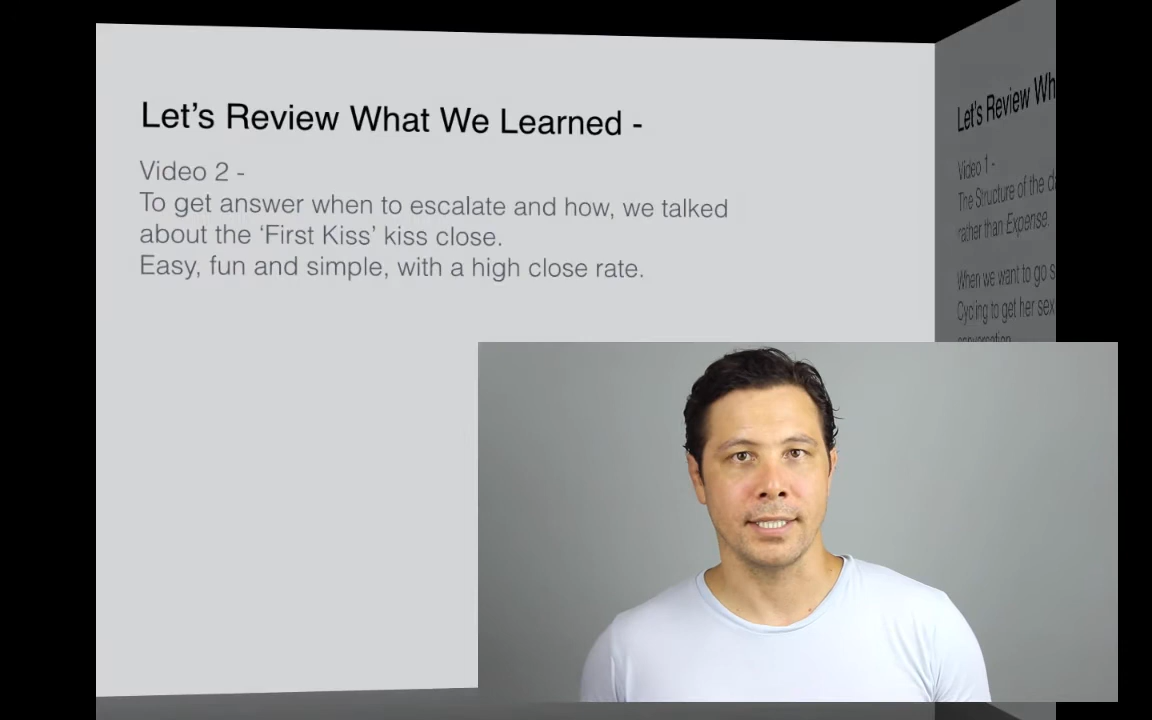 Let's Review What We Learned -
Video 2 -
To get answer when to escalate and how, we talked
about the ‘First Kiss’ kiss close.
Easy, fun and simple, with a high close rate.
Let's Review Wh
Video 1 -
The Structure of the da
rather than Expense.
When we want to go s
Cycling to get her sex
conversation